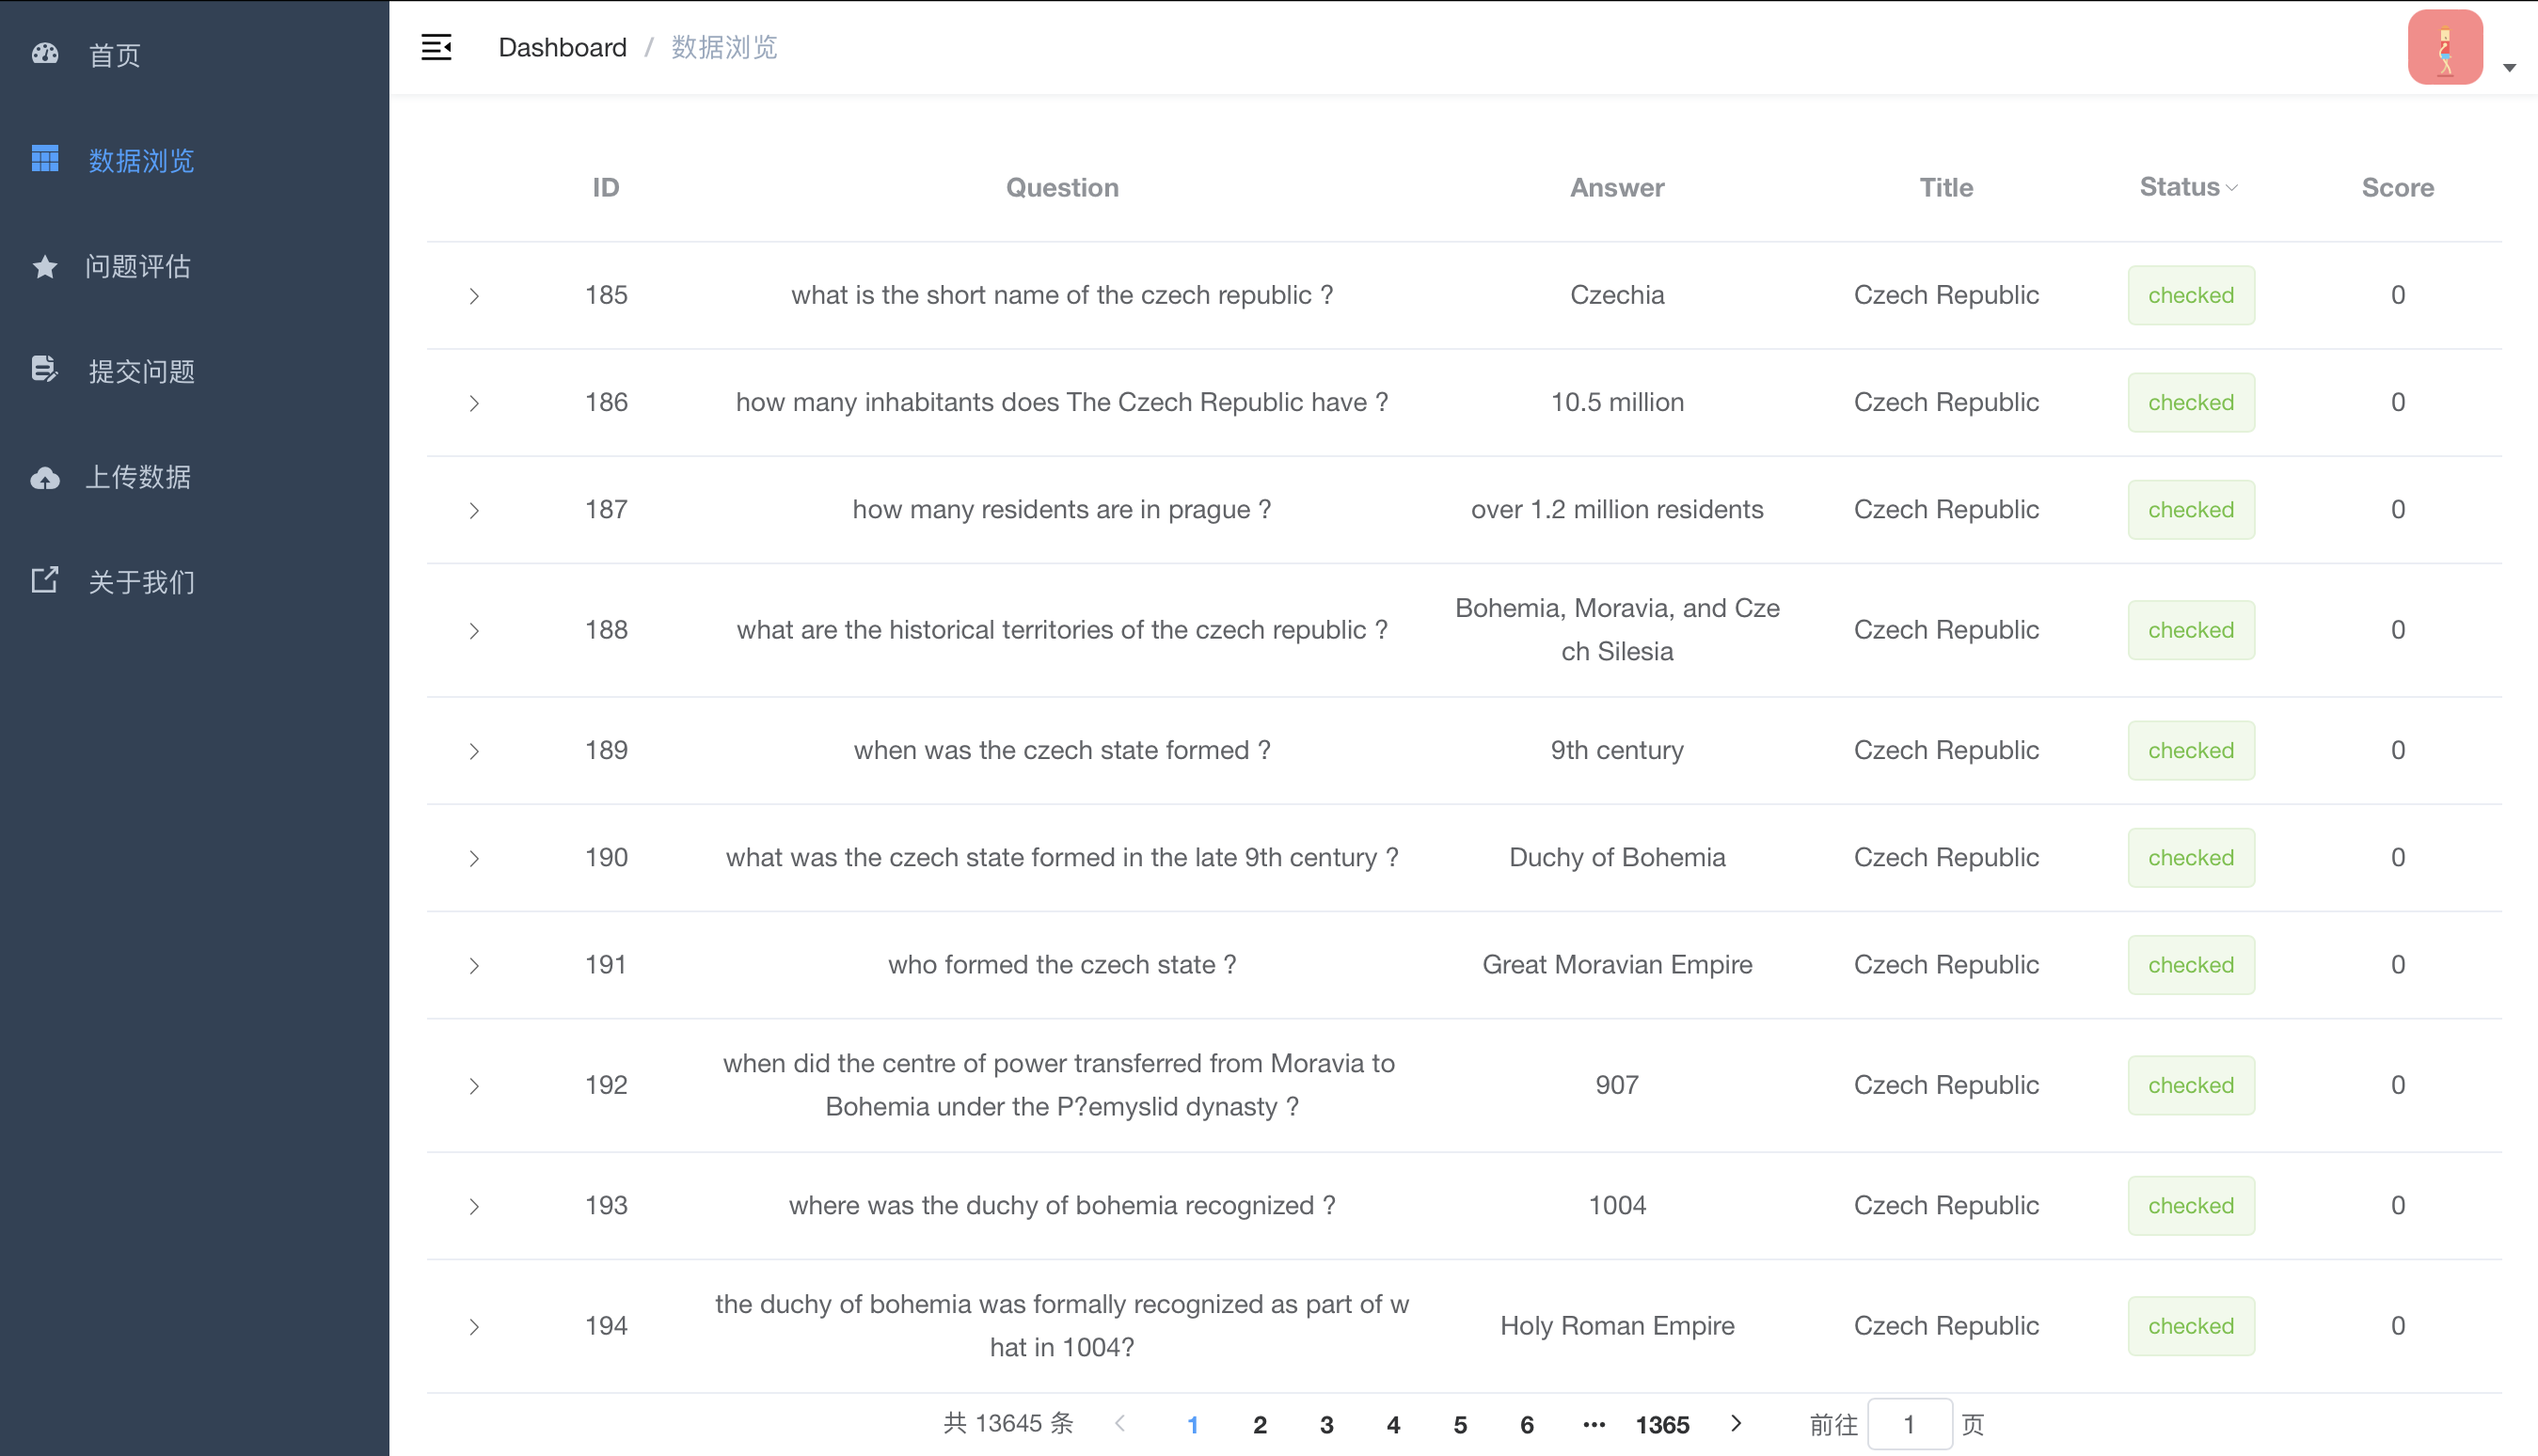 首页
数据浏览
问题评估
提交问题
上传数据
关于我们
Dashboard / 数据浏览
ID Question Answer Title Status Score
185 what is the short name of the czech republic ? Czechia Czech Republic checked 0
186 how many inhabitants does The Czech Republic have ? 10.5 million Czech Republic checked 0
187 how many residents are in prague ? over 1.2 million residents Czech Republic checked 0
188 what are the historical territories of the czech republic ? Bohemia, Moravia, and Cze
ch Silesia Czech Republic checked 0
189 when was the czech state formed ? 9th century Czech Republic checked 0
190 what was the czech state formed in the late 9th century ? Duchy of Bohemia Czech Republic checked 0
191 who formed the czech state ? Great Moravian Empire Czech Republic checked 0
192 when did the centre of power transferred from Moravia to
Bohemia under the P?emyslid dynasty ? 907 Czech Republic checked 0
193 where was the duchy of bohemia recognized ? 1004 Czech Republic checked 0
194 the duchy of bohemia was formally recognized as part of w
hat in 1004? Holy Roman Empire Czech Republic checked 0
共 13645 条 1 2 3 4 5 6 ••• 1365 前往 1 页